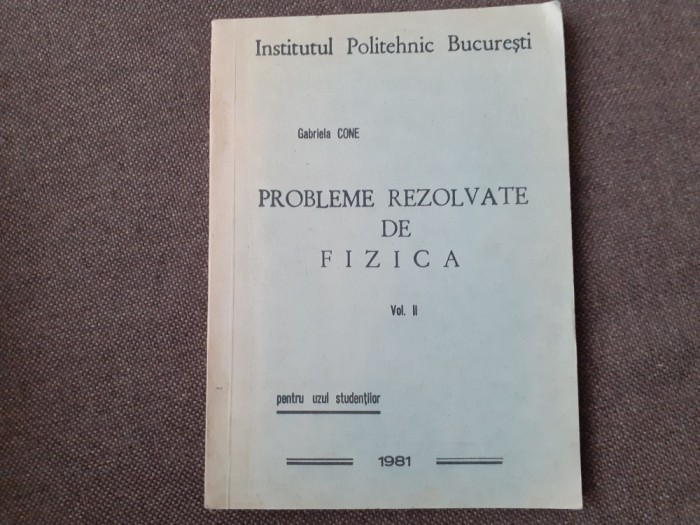 Institutul Politehnic Bucureşti
Gabriela CONE
PROBLEME REZOLVATE
DE
FIZICA
Vol. II
pentru uzul studenţilor
1981